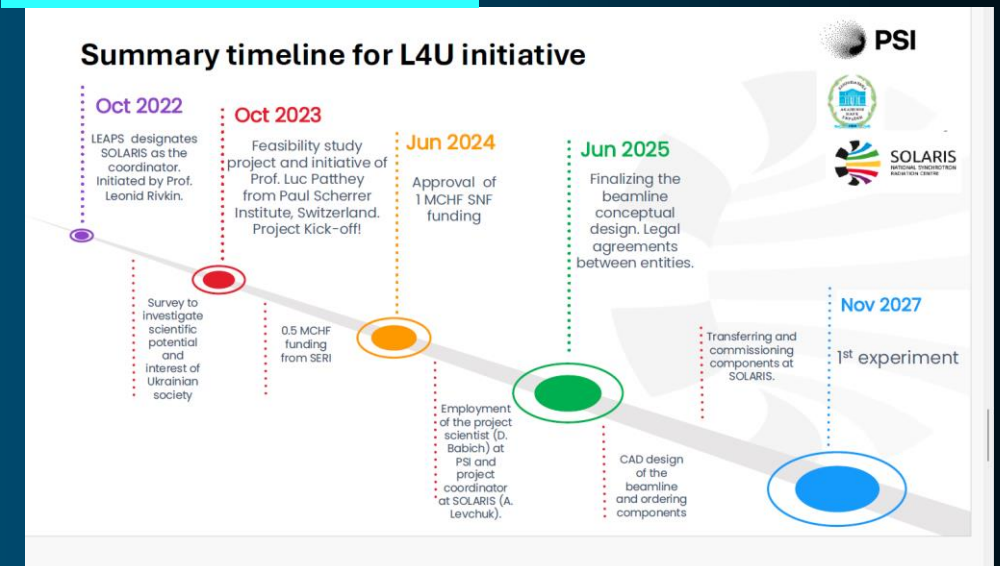 Summary timeline for L4U initiative
PSI
SOLARIS
NATIONAL SYNCHROTRON
RADIATION CENTRE
Oct 2022
LEAPS designates
SOLARIS as the
coordinator.
Initiated by Prof.
Leonid Rivkin.
Oct 2023
Feasibility study
project and initiative of
Prof. Luc Patthey
from Paul Scherrer
Institute, Switzerland.
Project Kick-off!
Jun 2024
Approval of
1 MCHF SNF
funding
Jun 2025
Finalizing the
beamline
conceptual
design. Legal
agreements
between entities.
Nov 2027
1st experiment
Survey to
investigate
scientific
potential
and
interest of
Ukrainian
society
0.5 MCHF
funding
from SERI
Employment
of the project
scientist (D.
Babich) at
PSI and
project
coordinator
at SOLARIS (A.
Levchuk).
CAD design
of the
beamline
and ordering
components
Transferring and
commissioning
components at
SOLARIS.